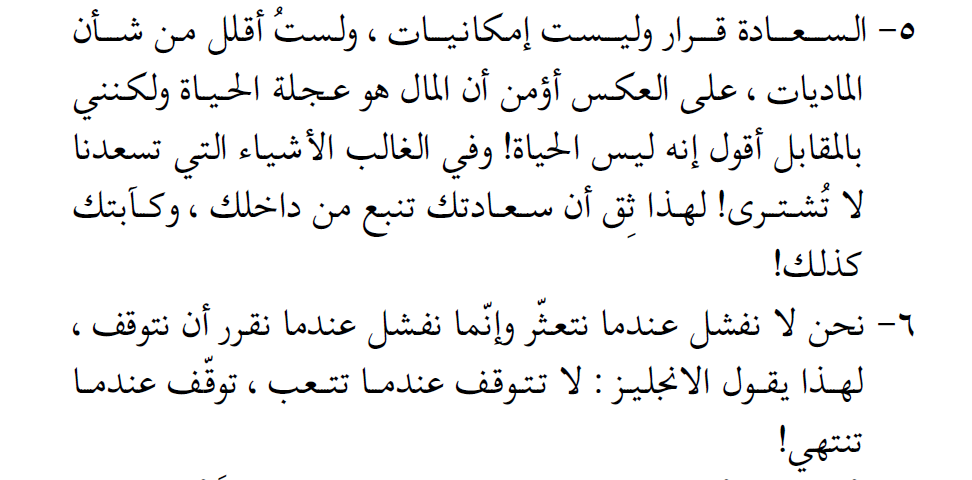 ٥- السعادة قرار وليست إمكانيات ، ولستُ أقلل من شأن
الماديات ، على العكس أؤمن أن المال هو عجلة الحياة ولكنني
بالمقابل أقول إنه ليس الحياة! وفي الغالب الأشياء التي تسعدنا
لا تُشترى! لهذا ثِق أن سعادتك تنبع من داخلك ، وكآبتك
كذلك!
٦- نحن لا نفشل عندما نتعثّر وإنّما نفشل عندما نقرر أن نتوقف ،
لهذا يقول الانجليز : لا تتوقف عندما تتعب ، توقّف عندما
تنتهي!